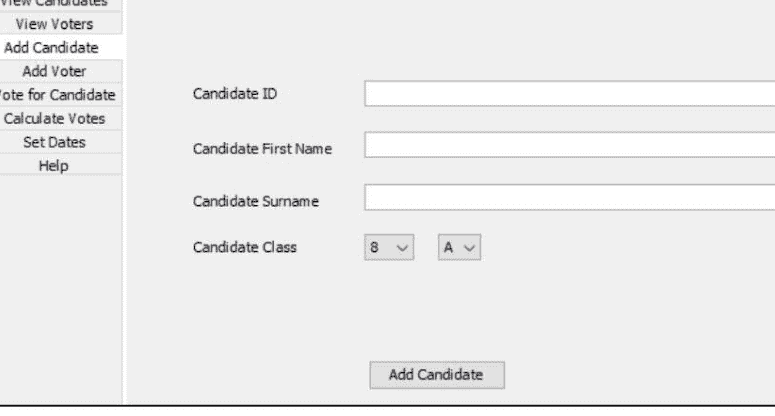 View Candidates
View Voters
Add Candidate
Add Voter
Vote for Candidate
Calculate Votes
Set Dates
Help
Candidate ID
Candidate First Name
Candidate Surname
Candidate Class 8 A
Add Candidate